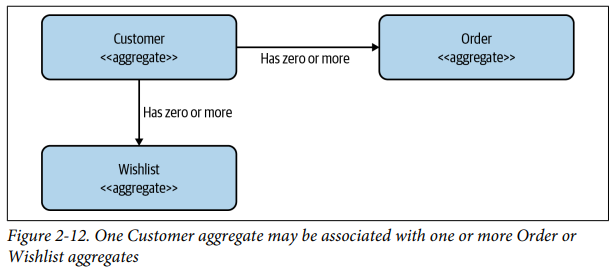 Customer
<<aggregate>>
Has zero or more
Order
<<aggregate>>
Has zero or more
Wishlist
<<aggregate>>
Figure 2-12. One Customer aggregate may be associated with one or more Order or
Wishlist aggregates